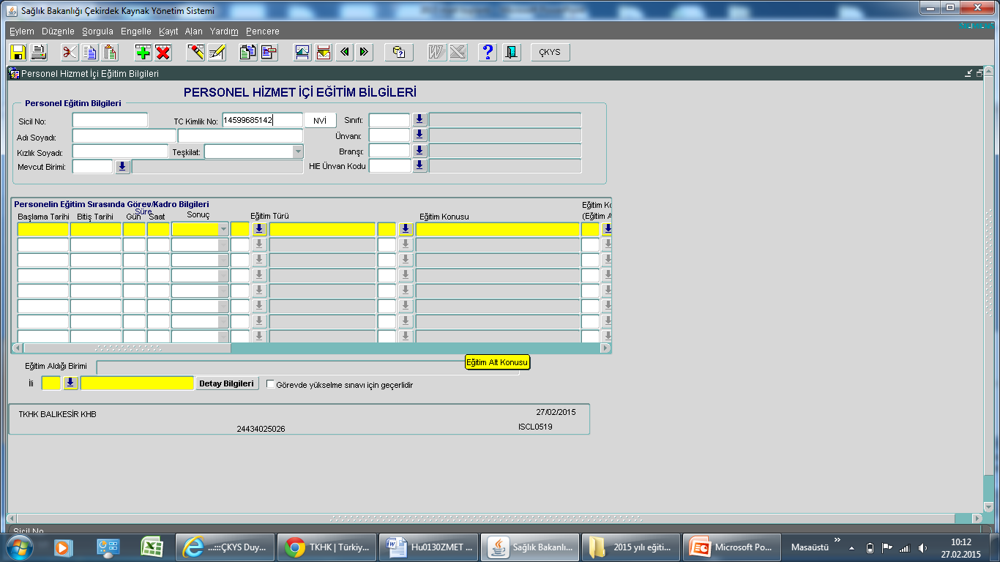 Sağlık Bakanlığı Çekirdek Kaynak Yönetim Sistemi
Eylem Düzenle Sorgula Engelle Kayıt Alan Yardım Pencere
ÇKYS
Personel Hizmet İçi Eğitim Bilgileri
PERSONEL HİZMET İÇİ EĞİTİM BİLGİLERİ
Personel Eğitim Bilgileri
Sicil No: TC Kimlik No: 14599685142 NVİ Sınıfı:
Adı Soyadı: Ünvanı:
Kızlık Soyadı: Teşkilat: Branşı:
Mevcut Birimi: HIE Ünvan Kodu
Personelin Eğitim Sırasında Görev/Kadro Bilgileri Eğitim Ko
Süre
Başlama Tarihi Bitiş Tarihi Gün Saat Sonuç Eğitim Türü Eğitim Konusu (Eğitim A
Eğitim Aldığı Birimi Eğitim Alt Konusu
İli Detay Bilgileri Görevde yükselme sınavı için geçerlidir
TKHK BALIKESİR KHB 27/02/2015
24434025026 ISCL0519
Sicil No
...:::ÇKYS Duy... TKHK | Türkiy... Hu0130ZMET ... Sağlık Bakanlı... 2015 yılı eğiti... Microsoft Po... Masaüstü 10:12
27.02.2015